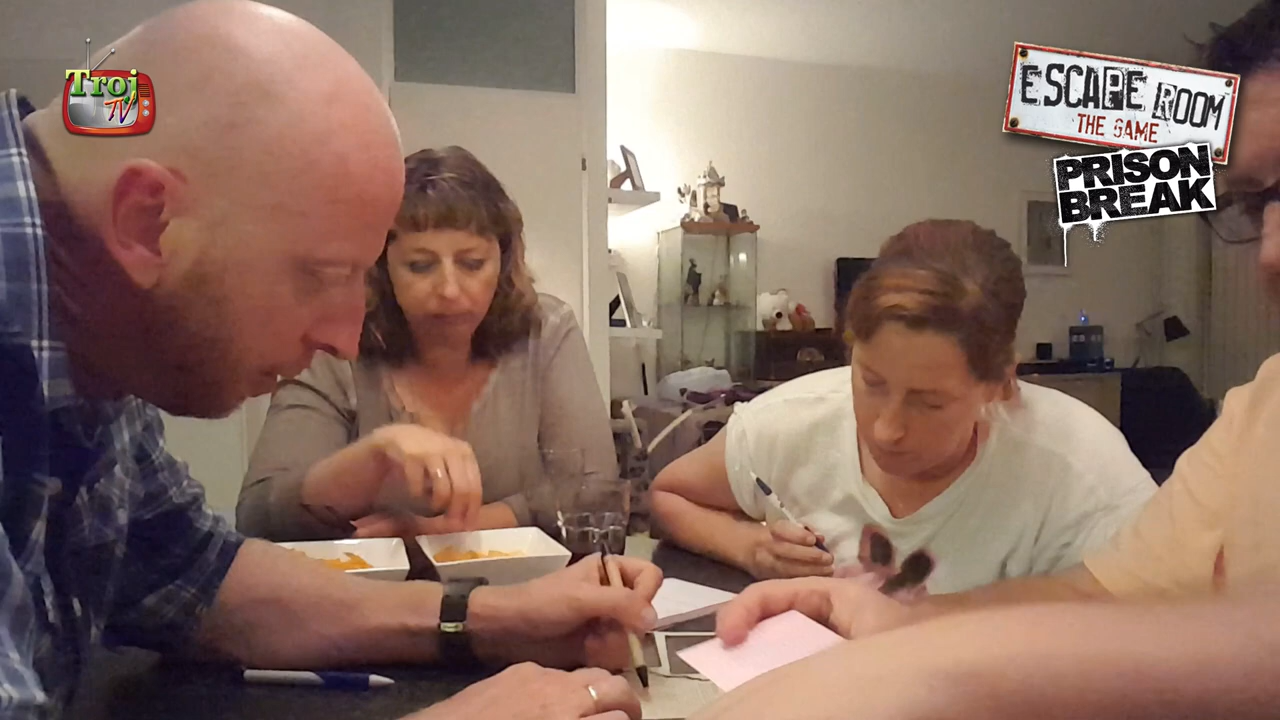 Troj
TV
ESCAPE ROOM
THE GAME
PRISON
BREAK